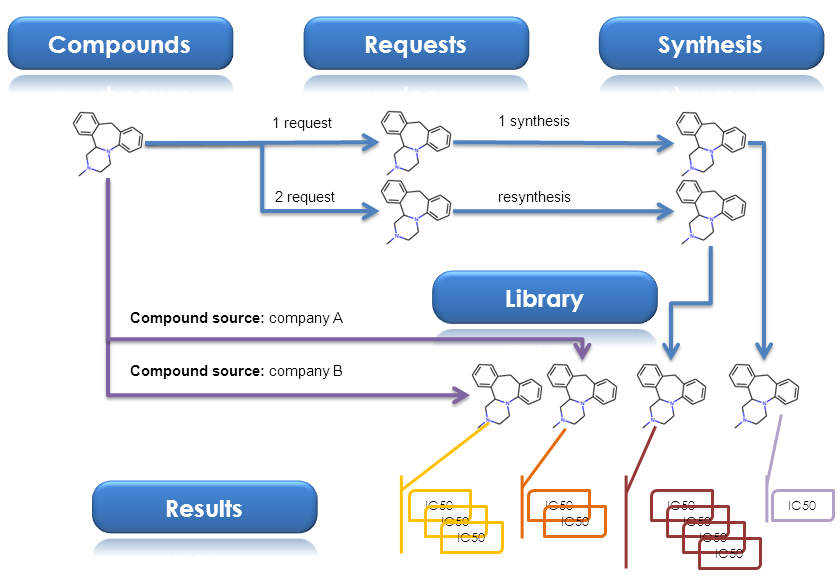 Compounds
Requests
Synthesis
1 request
1 synthesis
2 request
resynthesis
Library
Compound source: company A
Compound source: company B
Results
IC50
IC50
IC50
IC50
IC50
IC50
IC50
IC50
IC50
IC50